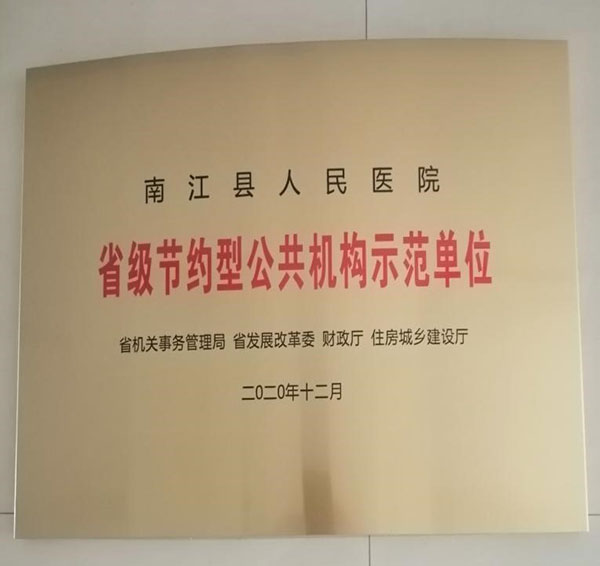 南江县人民医院
省级节约型公共机构示范单位
省机关事务管理局 省发展改革委 财政厅 住房城乡建设厅
二〇二〇年十二月